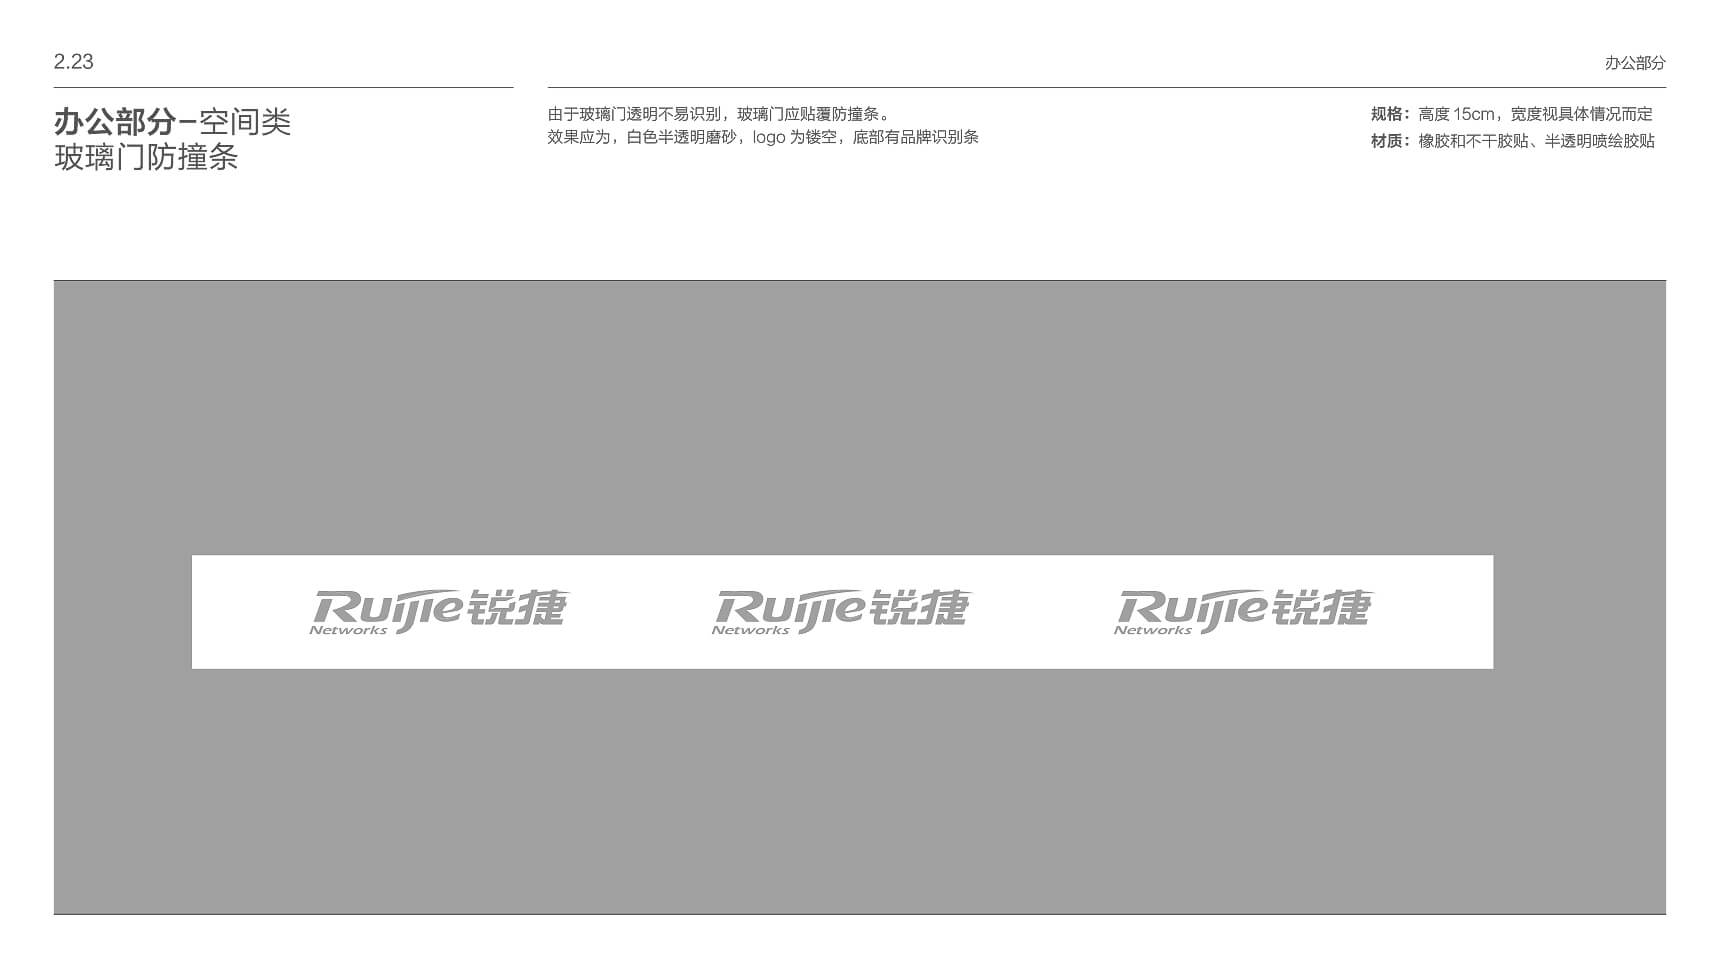 2.23
办公部分
办公部分-空间类
玻璃门防撞条
由于玻璃门透明不易识别，玻璃门应贴覆防撞条。
效果应为，白色半透明磨砂，logo 为镂空，底部有品牌识别条
规格：高度 15cm，宽度视具体情况而定
材质：橡胶和不干胶贴、半透明喷绘胶贴
Ruijie锐捷
Networks
Ruijie锐捷
Networks
Ruijie锐捷
Networks